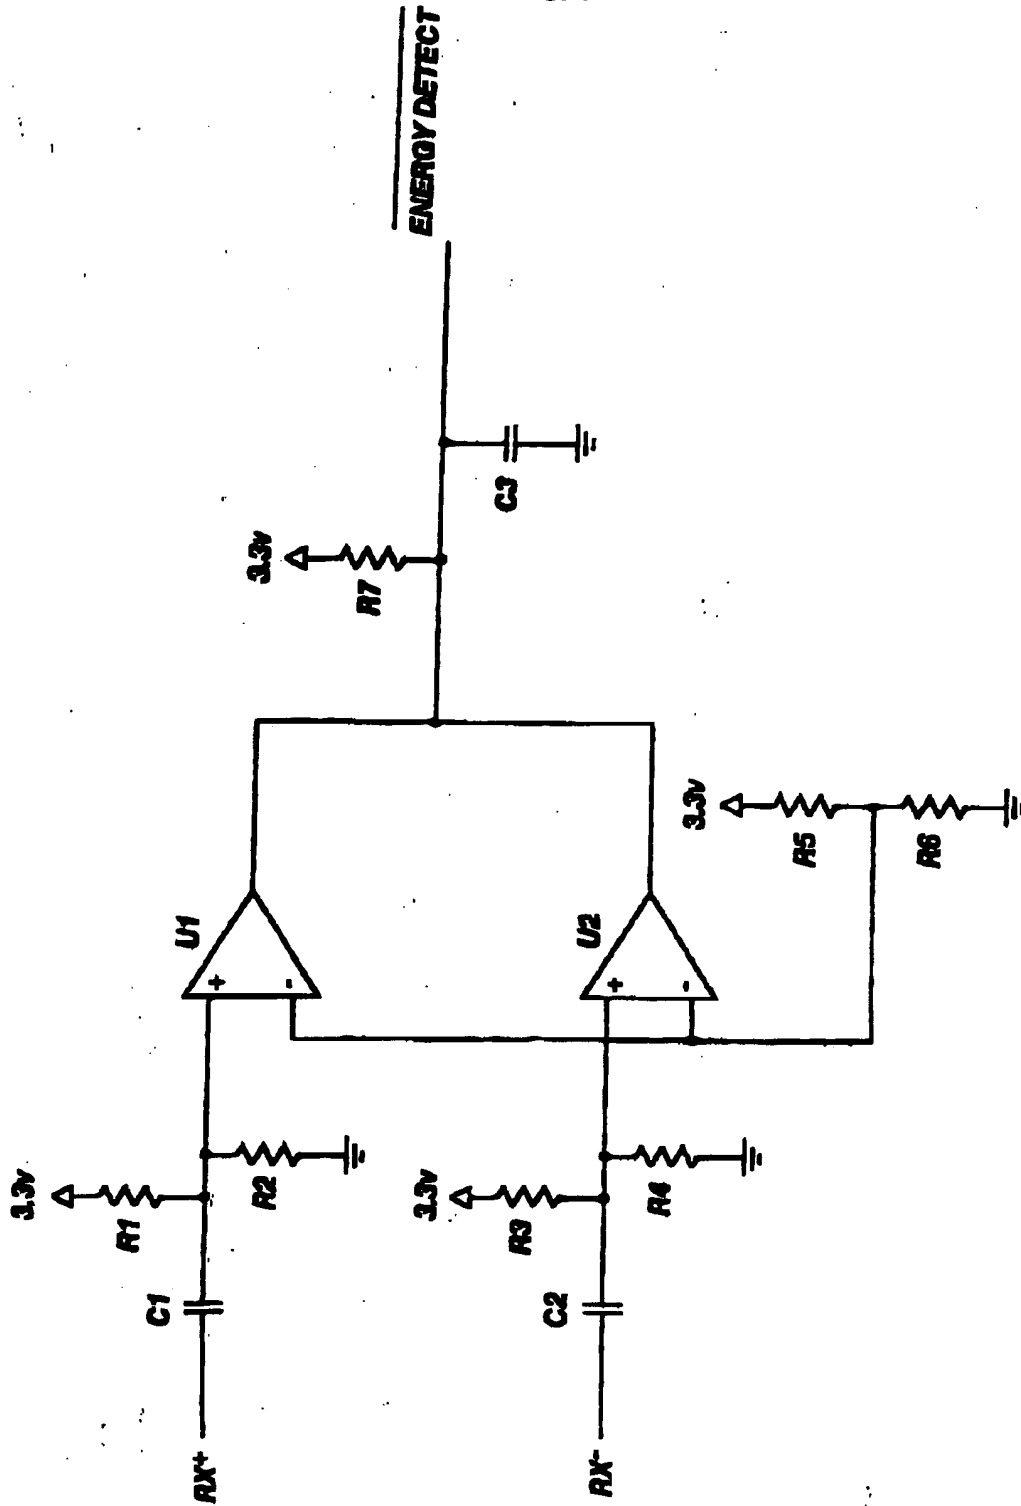 3.3v
R1
R2
RX+
C1
U1
+
-
3.3v
R7
C3
ENERGY DETECT
3.3v
R3
R4
RX-
C2
U2
+
-
3.3v
R5
R6